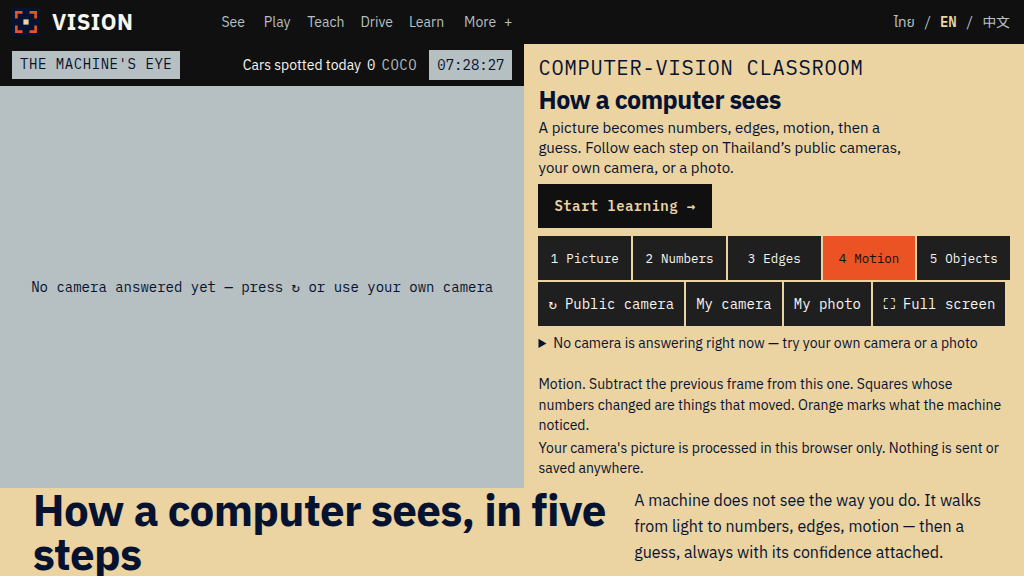 VISION See Play Teach Drive Learn More + ไทย / EN / 中文
THE MACHINE'S EYE Cars spotted today 0 COCO 07:28:27
No camera answered yet — press ↻ or use your own camera
COMPUTER-VISION CLASSROOM
How a computer sees
A picture becomes numbers, edges, motion, then a
guess. Follow each step on Thailand’s public cameras,
your own camera, or a photo.
Start learning →
1 Picture 2 Numbers 3 Edges 4 Motion 5 Objects
↻ Public camera My camera My photo ⛶ Full screen
▶ No camera is answering right now — try your own camera or a photo
Motion. Subtract the previous frame from this one. Squares whose
numbers changed are things that moved. Orange marks what the machine
noticed.
Your camera's picture is processed in this browser only. Nothing is sent or
saved anywhere.
How a computer sees, in five
steps
A machine does not see the way you do. It walks
from light to numbers, edges, motion — then a
guess, always with its confidence attached.